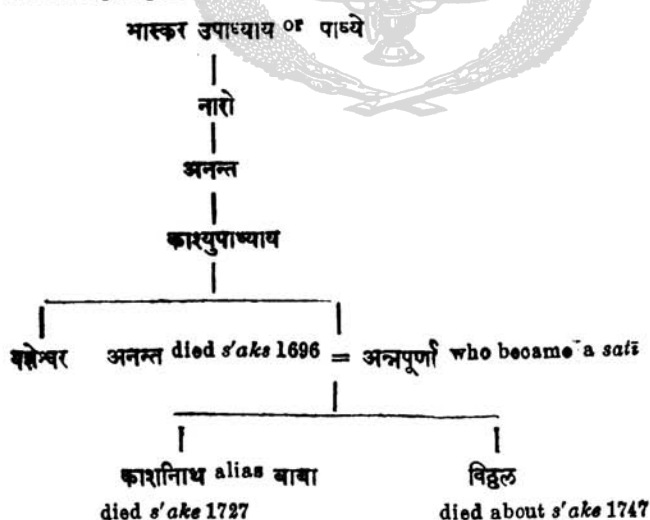 भास्कर उपाध्याय or पाध्ये
नारो
अनन्त
काश्युपाध्याय
यज्ञेश्वर अनन्त died s'ake 1696 = अन्नपूर्णा who became a satī
काशीनाथ alias बाबा विठ्ठल
died s'ake 1727 died about s'ake 1747